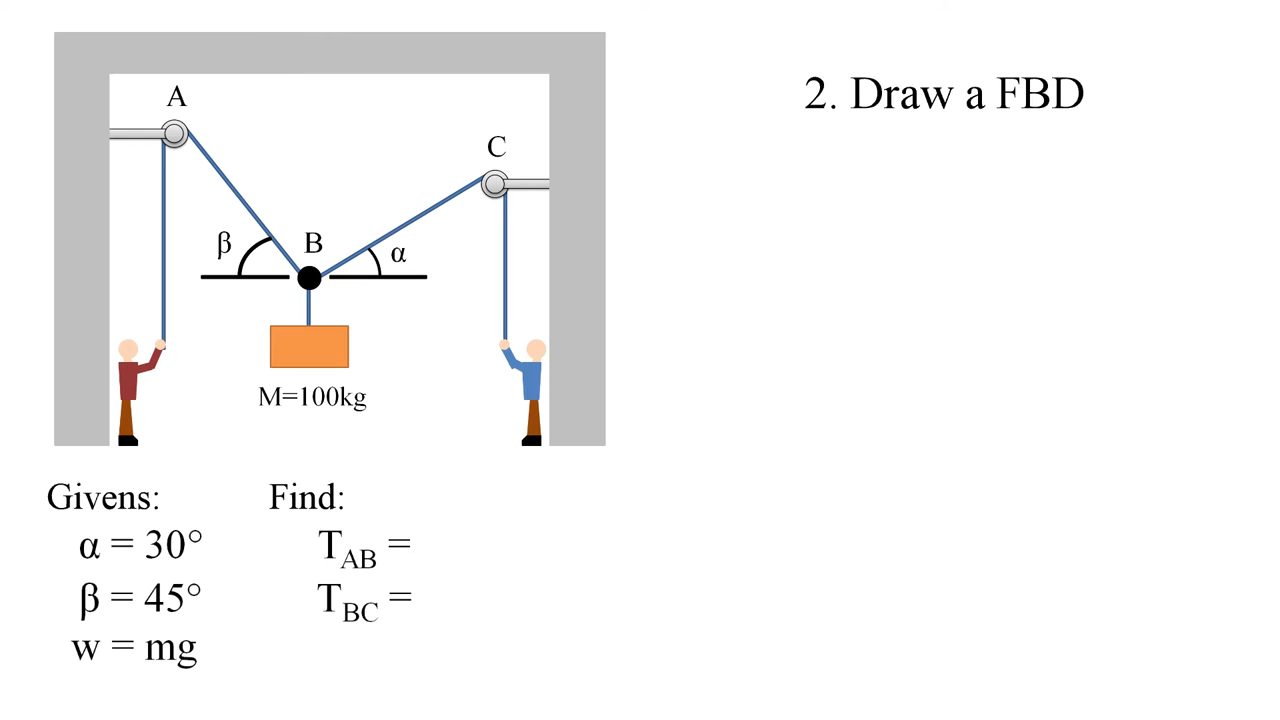 2. Draw a FBD
A
C
β
B
α
M=100kg
Givens:
Find:
α = 30°
T_AB =
β = 45°
T_BC =
w = mg